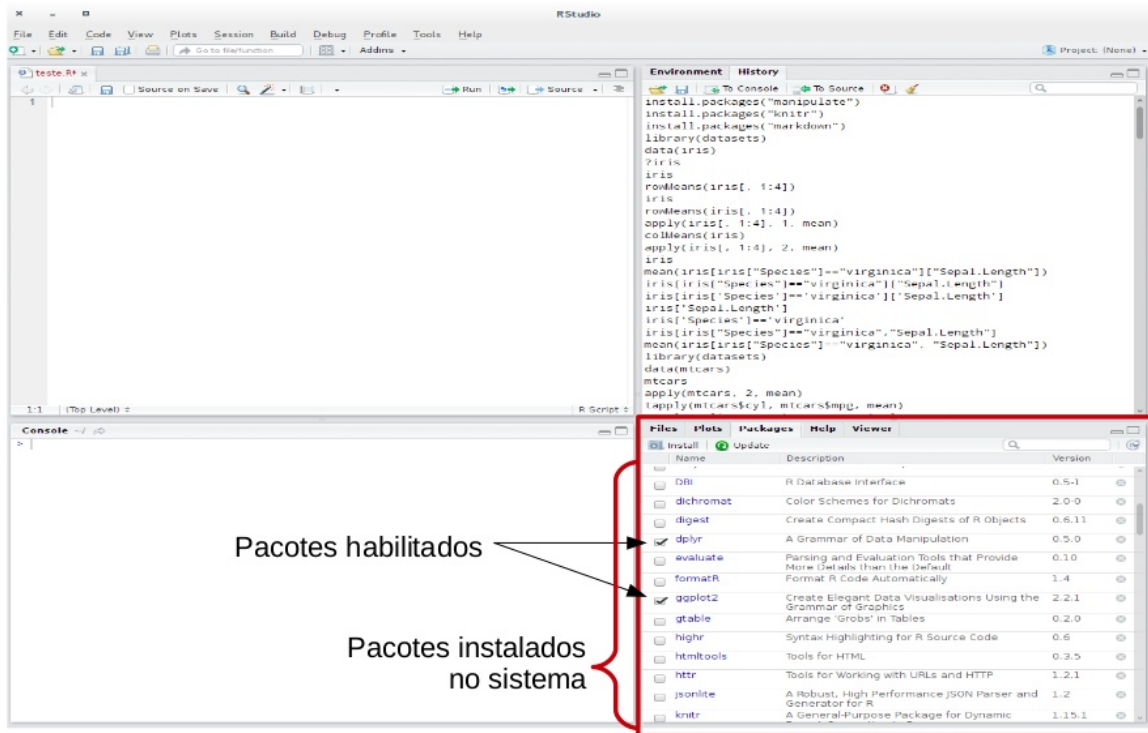 RStudio
File Edit Code View Plots Session Build Debug Profile Tools Help
Go to file/function Addins Project: (None)
teste.R*
Source on Save Run Source
1
1:1 (Top Level) R Script
Environment History
To Console To Source
install.packages("manipulate")
install.packages("knitr")
install.packages("markdown")
library(datasets)
data(iris)
?iris
iris
rowMeans(iris[, 1:4])
iris
rowMeans(iris[, 1:4])
apply(iris[, 1:4], 1, mean)
colMeans(iris)
apply(iris[, 1:4], 2, mean)
iris
mean(iris[iris["Species"]=="virginica"]["Sepal.Length"])
iris[iris["Species"]=="virginica"]["Sepal.Length"]
iris[iris['Species']=='virginica']['Sepal.Length']
iris['Sepal.Length']
iris['Species']=='virginica'
iris[iris["Species"]=="virginica","Sepal.Length"]
mean(iris[iris["Species"]=="virginica", "Sepal.Length"])
library(datasets)
data(mtcars)
mtcars
apply(mtcars, 2, mean)
tapply(mtcars$cyl, mtcars$mpg, mean)
Console ~/
>
Files Plots Packages Help Viewer
Install Update
Name Description Version
DBI R Database Interface 0.5-1
dichromat Color Schemes for Dichromats 2.0-0
digest Create Compact Hash Digests of R Objects 0.6.11
dplyr A Grammar of Data Manipulation 0.5.0
evaluate Parsing and Evaluation Tools that Provide 0.10
More Details than the Default
formatR Format R Code Automatically 1.4
ggplot2 Create Elegant Data Visualisations Using the 2.2.1
Grammar of Graphics
gtable Arrange 'Grobs' in Tables 0.2.0
highr Syntax Highlighting for R Source Code 0.6
htmltools Tools for HTML 0.3.5
httr Tools for Working with URLs and HTTP 1.2.1
jsonlite A Robust, High Performance JSON Parser and 1.2
Generator for R
knitr A General-Purpose Package for Dynamic 1.15.1
Pacotes habilitados
Pacotes instalados
no sistema